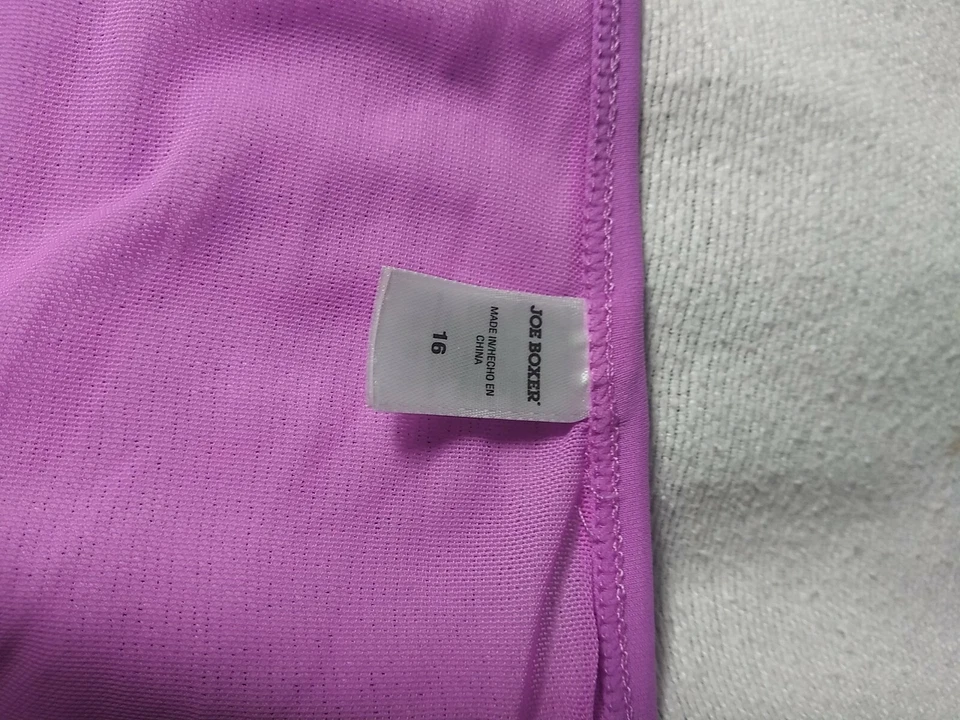 JOE BOXER
MADE IN/HECHO EN
CHINA
16